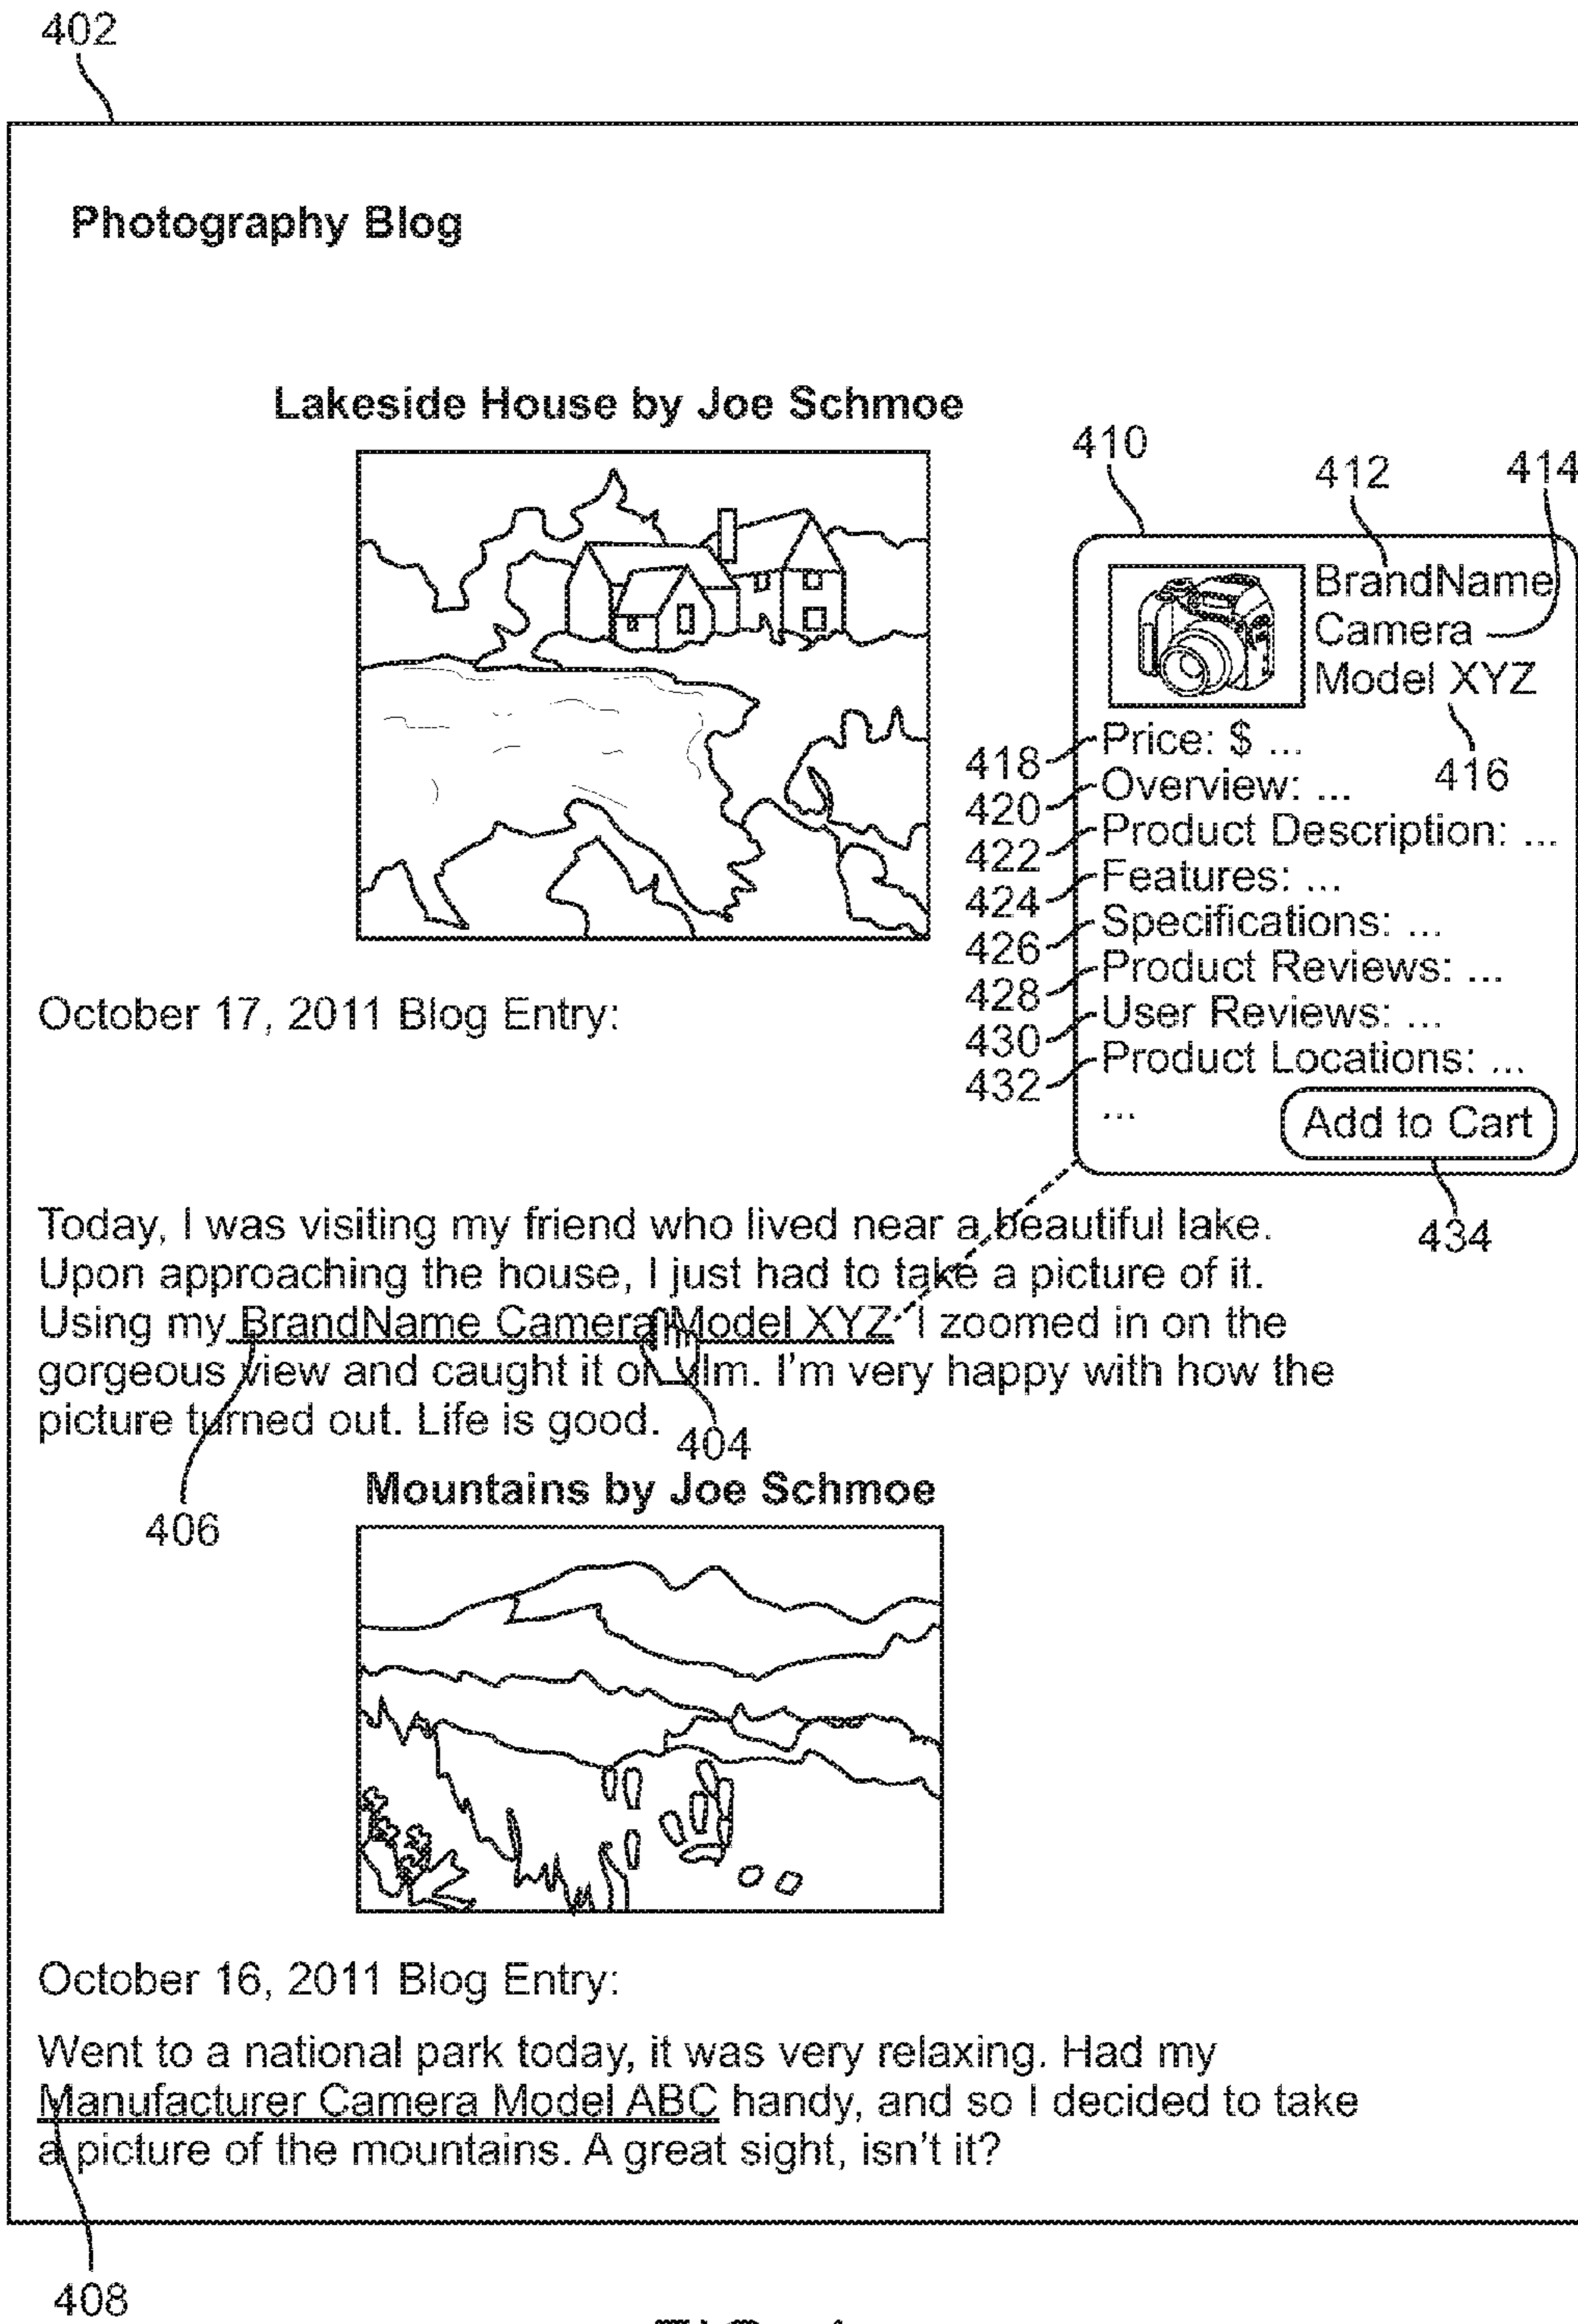 402
Photography Blog
Lakeside House by Joe Schmoe
410
412
414
BrandName
Camera
Model XYZ
416
418 Price: $ ...
420 Overview: ...
422 Product Description: ...
424 Features: ...
426 Specifications: ...
428 Product Reviews: ...
430 User Reviews: ...
432 Product Locations: ...
...
Add to Cart
434
October 17, 2011 Blog Entry:
Today, I was visiting my friend who lived near a beautiful lake.
Upon approaching the house, I just had to take a picture of it.
Using my BrandName Camera Model XYZ I zoomed in on the
gorgeous view and caught it on film. I'm very happy with how the
picture turned out. Life is good.
404
406
Mountains by Joe Schmoe
October 16, 2011 Blog Entry:
Went to a national park today, it was very relaxing. Had my
Manufacturer Camera Model ABC handy, and so I decided to take
a picture of the mountains. A great sight, isn't it?
408